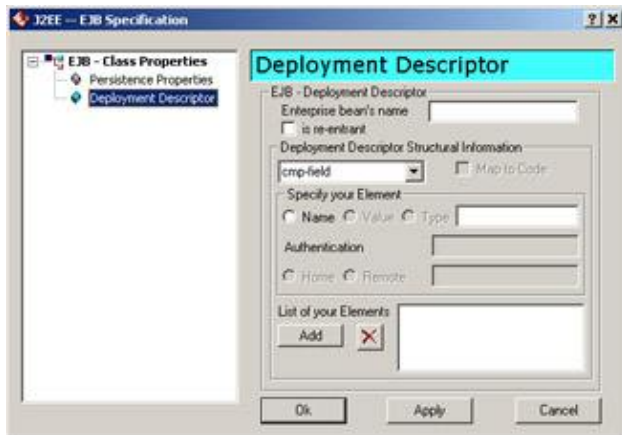 J2EE -- EJB Specification
EJB - Class Properties
Persistence Properties
Deployment Descriptor
Deployment Descriptor
EJB - Deployment Descriptor
Enterprise bean's name
is re-entrant
Deployment Descriptor Structural Information
cmp-field
Map to Code
Specify your Element
Name Value Type
Authentication
Home Remote
List of your Elements
Add
Ok Apply Cancel